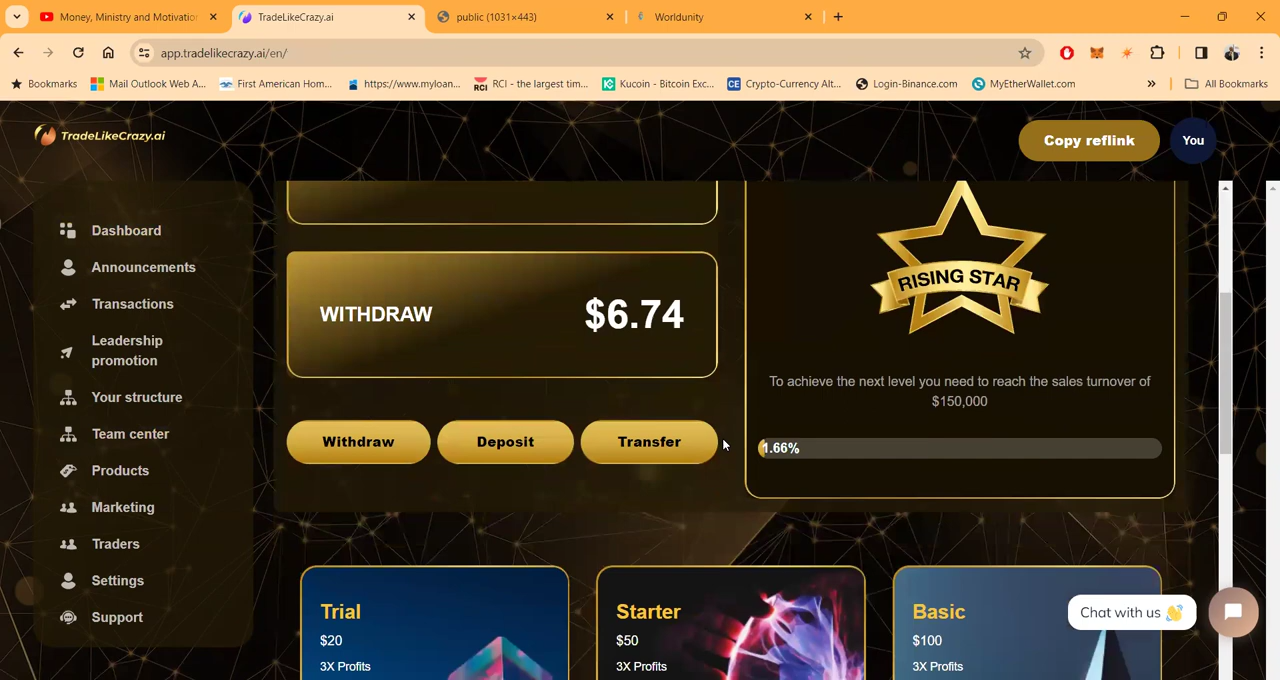 Money, Ministry and Motivation
TradeLikeCrazy.ai
public (1031×443)
Worldunity
app.tradelikecrazy.ai/en/
Bookmarks
Mail Outlook Web A...
First American Hom...
https://www.myloan...
RCI - the largest tim...
Kucoin - Bitcoin Exc...
Crypto-Currency Alt...
Login-Binance.com
MyEtherWallet.com
»
All Bookmarks
TradeLikeCrazy.ai
Copy reflink
You
Dashboard
Announcements
Transactions
Leadership
promotion
Your structure
Team center
Products
Marketing
Traders
Settings
Support
WITHDRAW
$6.74
Withdraw
Deposit
Transfer
RISING STAR
To achieve the next level you need to reach the sales turnover of
$150,000
1.66%
Trial
$20
3X Profits
Starter
$50
3X Profits
Basic
$100
3X Profits
Chat with us 👋